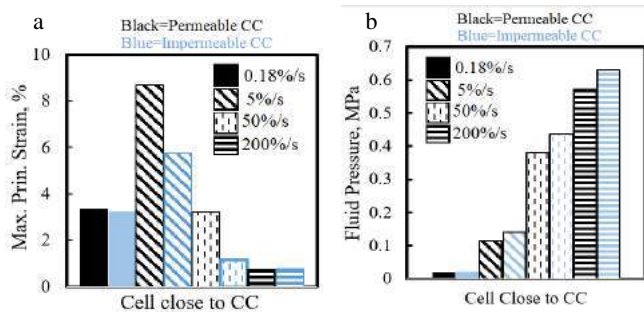 a
Black=Permeable CC
Blue=Impermeable CC
10
8
6
4
2
0
Max. Prin. Strain, %
0.18%/s
5%/s
50%/s
200%/s
Cell close to CC
b
Black=Permeable CC
Blue=Impermeable CC
0.7
0.6
0.5
0.4
0.3
0.2
0.1
0
Fluid Pressure, MPa
0.18%/s
5%/s
50%/s
200%/s
Cell Close to CC